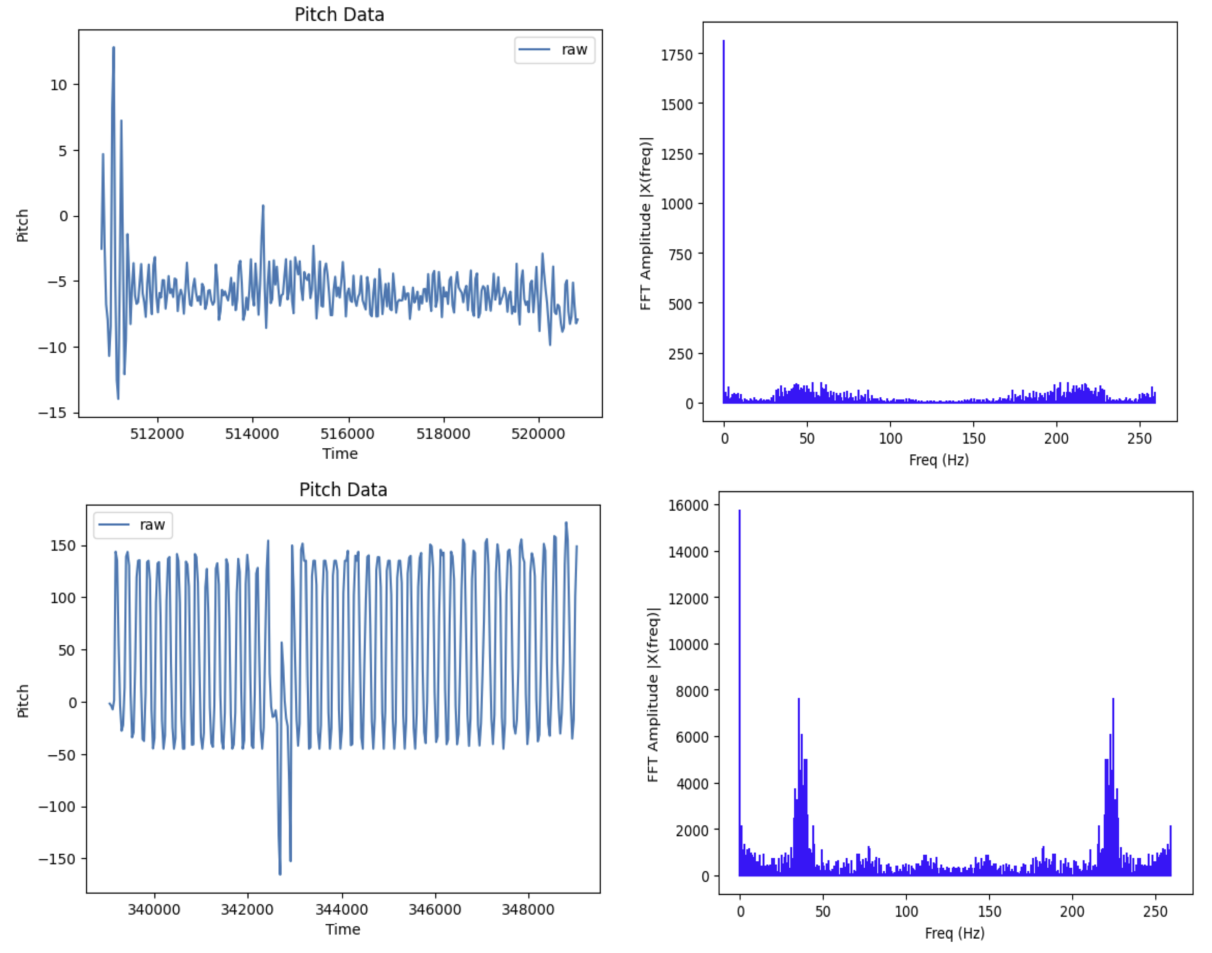 Pitch Data
raw
10
5
0
−5
−10
−15
Pitch
512000 514000 516000 518000 520000
Time
1750
1500
1250
1000
750
500
250
0
FFT Amplitude |X(freq)|
0 50 100 150 200 250
Freq (Hz)
Pitch Data
raw
150
100
50
0
−50
−100
−150
Pitch
340000 342000 344000 346000 348000
Time
16000
14000
12000
10000
8000
6000
4000
2000
0
FFT Amplitude |X(freq)|
0 50 100 150 200 250
Freq (Hz)